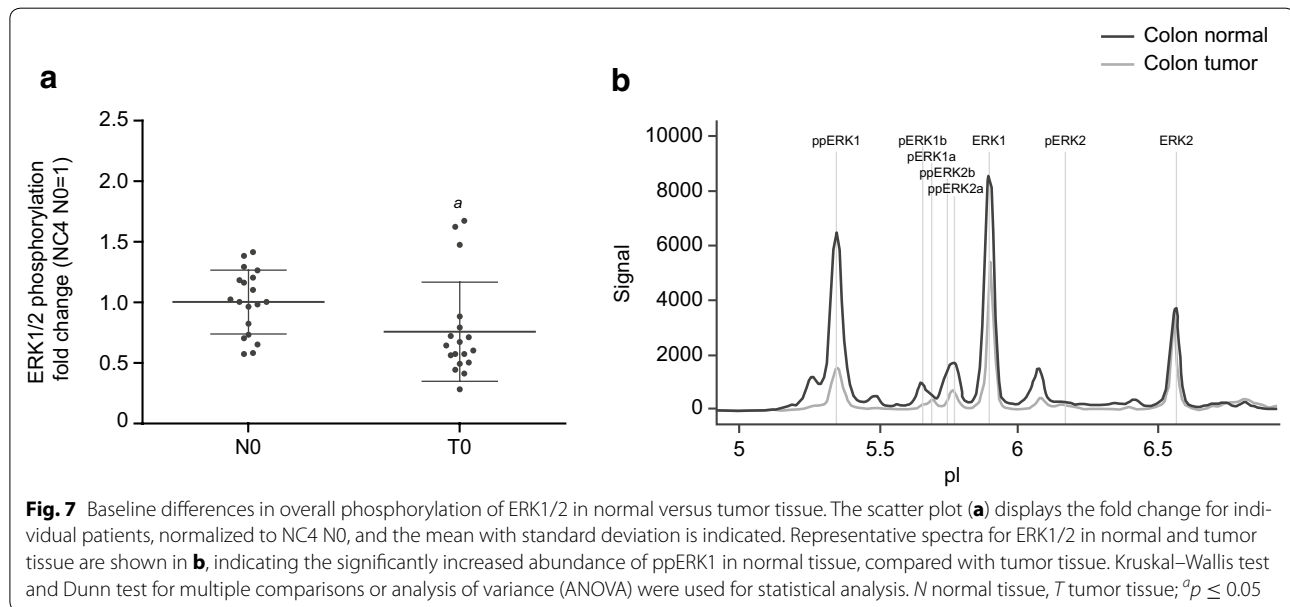 Colon normal
Colon tumor
a
ERK1/2 phosphorylation
fold change (NC4 N0=1)
2.5
2.0
1.5
1.0
0.5
0
a
N0
T0
b
Signal
10000
8000
6000
4000
2000
0
ppERK1
pERK1b
pERK1a
ppERK2b
ppERK2a
ERK1
pERK2
ERK2
5
5.5
6
6.5
pI
Fig. 7 Baseline differences in overall phosphorylation of ERK1/2 in normal versus tumor tissue. The scatter plot (a) displays the fold change for indi-
vidual patients, normalized to NC4 N0, and the mean with standard deviation is indicated. Representative spectra for ERK1/2 in normal and tumor
tissue are shown in b, indicating the significantly increased abundance of ppERK1 in normal tissue, compared with tumor tissue. Kruskal–Wallis test
and Dunn test for multiple comparisons or analysis of variance (ANOVA) were used for statistical analysis. N normal tissue, T tumor tissue; ᵃp ≤ 0.05